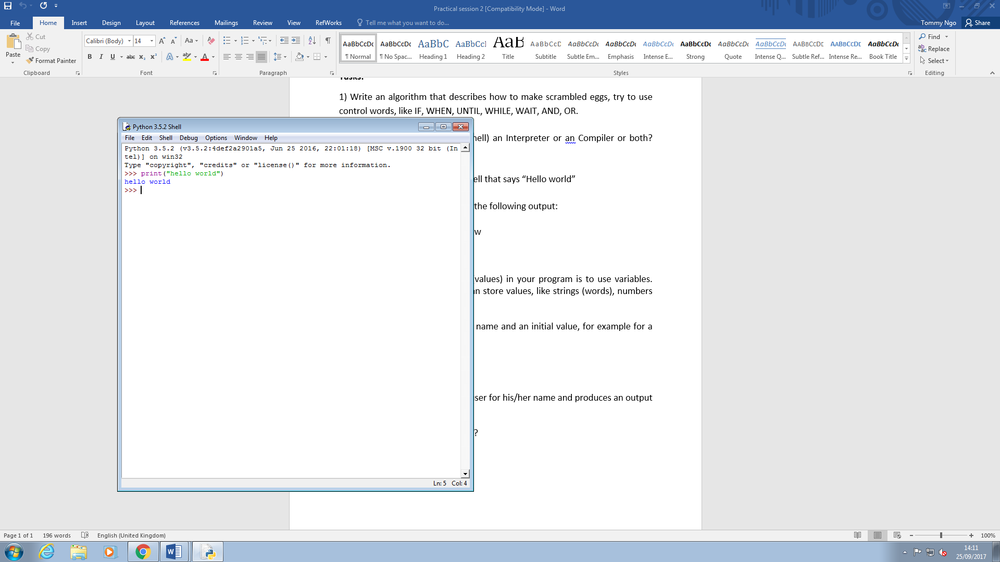 Practical session 2 [Compatibility Mode] - Word
File Home Insert Design Layout References Mailings Review View RefWorks Tell me what you want to do... Tommy Ngo Share
Paste
Cut
Copy
Format Painter
Clipboard
Calibri (Body) 14
Font
Paragraph
AaBbCcDc AaBbCcDc AaBbC AaBbCcI AaB AaBbCcD AaBbCcDc AaBbCcDc AaBbCcDc AaBbCcDc AaBbCcDc AaBbCcDc AABBCCDE AABBCCDE AaBbCcDc
¶ Normal ¶ No Spac... Heading 1 Heading 2 Title Subtitle Subtle Em... Emphasis Intense E... Strong Quote Intense Q... Subtle Ref... Intense Re... Book Title
Styles
Find
Replace
Select
Editing
Tasks:
1) Write an algorithm that describes how to make scrambled eggs, try to use
control words, like IF, WHEN, UNTIL, WHILE, WAIT, AND, OR.
hell) an Interpreter or an Compiler or both?
ell that says “Hello world”
the following output:
w
values) in your program is to use variables.
an store values, like strings (words), numbers
name and an initial value, for example for a
ser for his/her name and produces an output
?
Python 3.5.2 Shell
File Edit Shell Debug Options Window Help
Python 3.5.2 (v3.5.2:4def2a2901a5, Jun 25 2016, 22:01:18) [MSC v.1900 32 bit (In
tel)] on win32
Type "copyright", "credits" or "license()" for more information.
>>> print("hello world")
hello world
>>>
Ln: 5 Col: 4
Page 1 of 1 196 words English (United Kingdom) 100%
14:11
25/09/2017